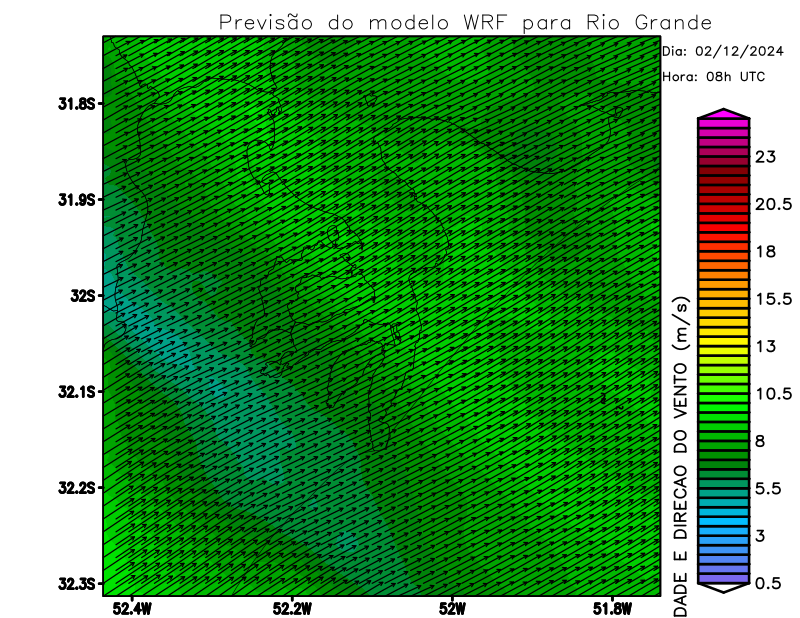 Previsão do modelo WRF para Rio Grande
Dia: 02/12/2024
Hora: 08h UTC
31.8S
31.9S
32S
32.1S
32.2S
32.3S
52.4W
52.2W
52W
51.8W
23
20.5
18
15.5
13
10.5
8
5.5
3
0.5
DADE E DIRECAO DO VENTO (m/s)